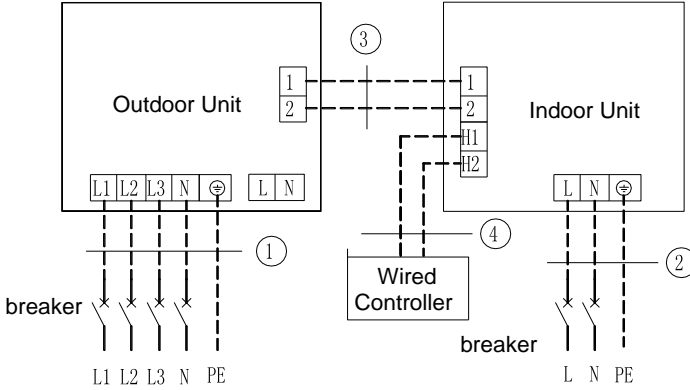 3
1
1
2
2
Outdoor Unit
Indoor Unit
H1
H2
L1 L2 L3 N
L N
L N
4
1
2
Wired
Controller
breaker
breaker
L1 L2 L3 N PE
L N PE